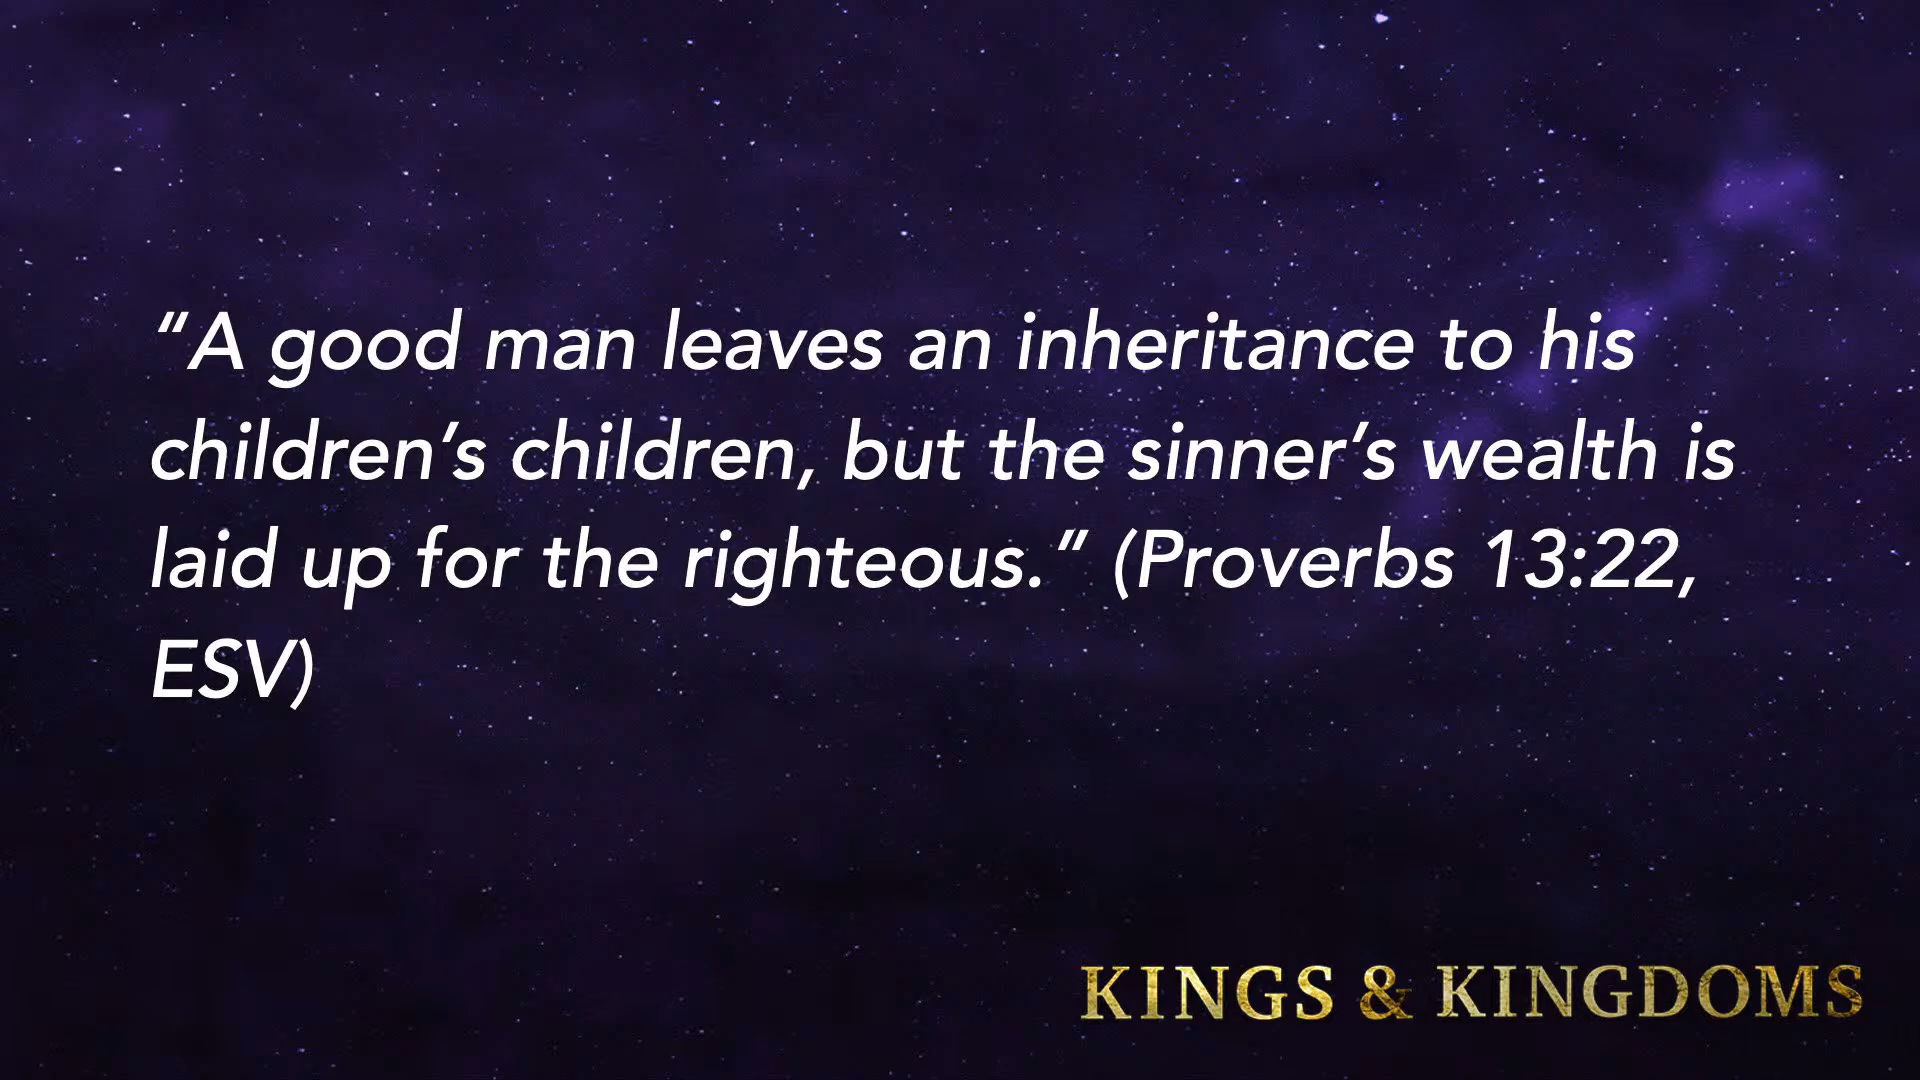 “A good man leaves an inheritance to his
children’s children, but the sinner’s wealth is
laid up for the righteous.” (Proverbs 13:22,
ESV)
KINGS & KINGDOMS